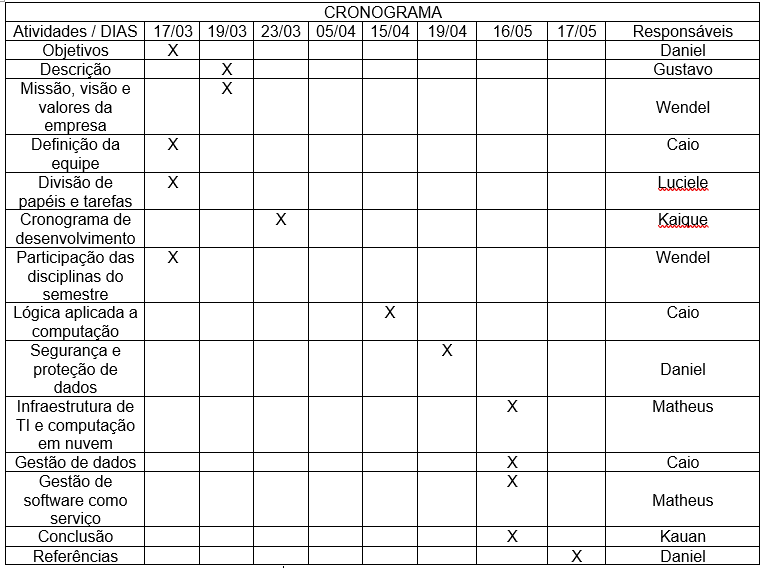 CRONOGRAMA
Atividades / DIAS 17/03 19/03 23/03 05/04 15/04 19/04 16/05 17/05 Responsáveis
Objetivos X Daniel
Descrição X Gustavo
Missão, visão e X
valores da Wendel
empresa
Definição da X Caio
equipe
Divisão de X Luciele
papéis e tarefas
Cronograma de X Kaique
desenvolvimento
Participação das X Wendel
disciplinas do
semestre
Lógica aplicada a X Caio
computação
Segurança e X
proteção de Daniel
dados
Infraestrutura de X Matheus
TI e computação
em nuvem
Gestão de dados X Caio
Gestão de X
software como Matheus
serviço
Conclusão X Kauan
Referências X Daniel